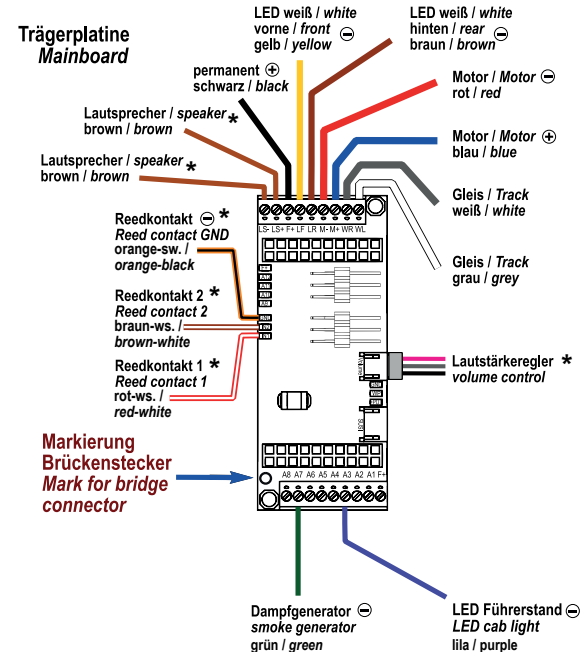 Trägerplatine
Mainboard
LED weiß / white
vorne / front
gelb / yellow ⊖
LED weiß / white
hinten / rear
braun / brown ⊖
permanent ⊕
schwarz / black
Motor / Motor ⊖
rot / red
Lautsprecher / speaker *
brown / brown
Motor / Motor ⊕
blau / blue
Lautsprecher / speaker *
brown / brown
Gleis / Track
weiß / white
LS- LS+ F+ LF LR M- M+ WR WL
Reedkontakt ⊖ *
Reed contact GND
orange-sw. /
orange-black
Gleis / Track
grau / grey
Reedkontakt 2 *
Reed contact 2
braun-ws. /
brown-white
Reedkontakt 1 *
Reed contact 1
rot-ws. /
red-white
Lautstärkeregler *
volume control
SUSI
Markierung
Brückenstecker
Mark for bridge
connector
A8 A7 A6 A5 A4 A3 A2 A1 F+
Dampfgenerator ⊖
smoke generator
grün / green
LED Führerstand ⊖
LED cab light
lila / purple